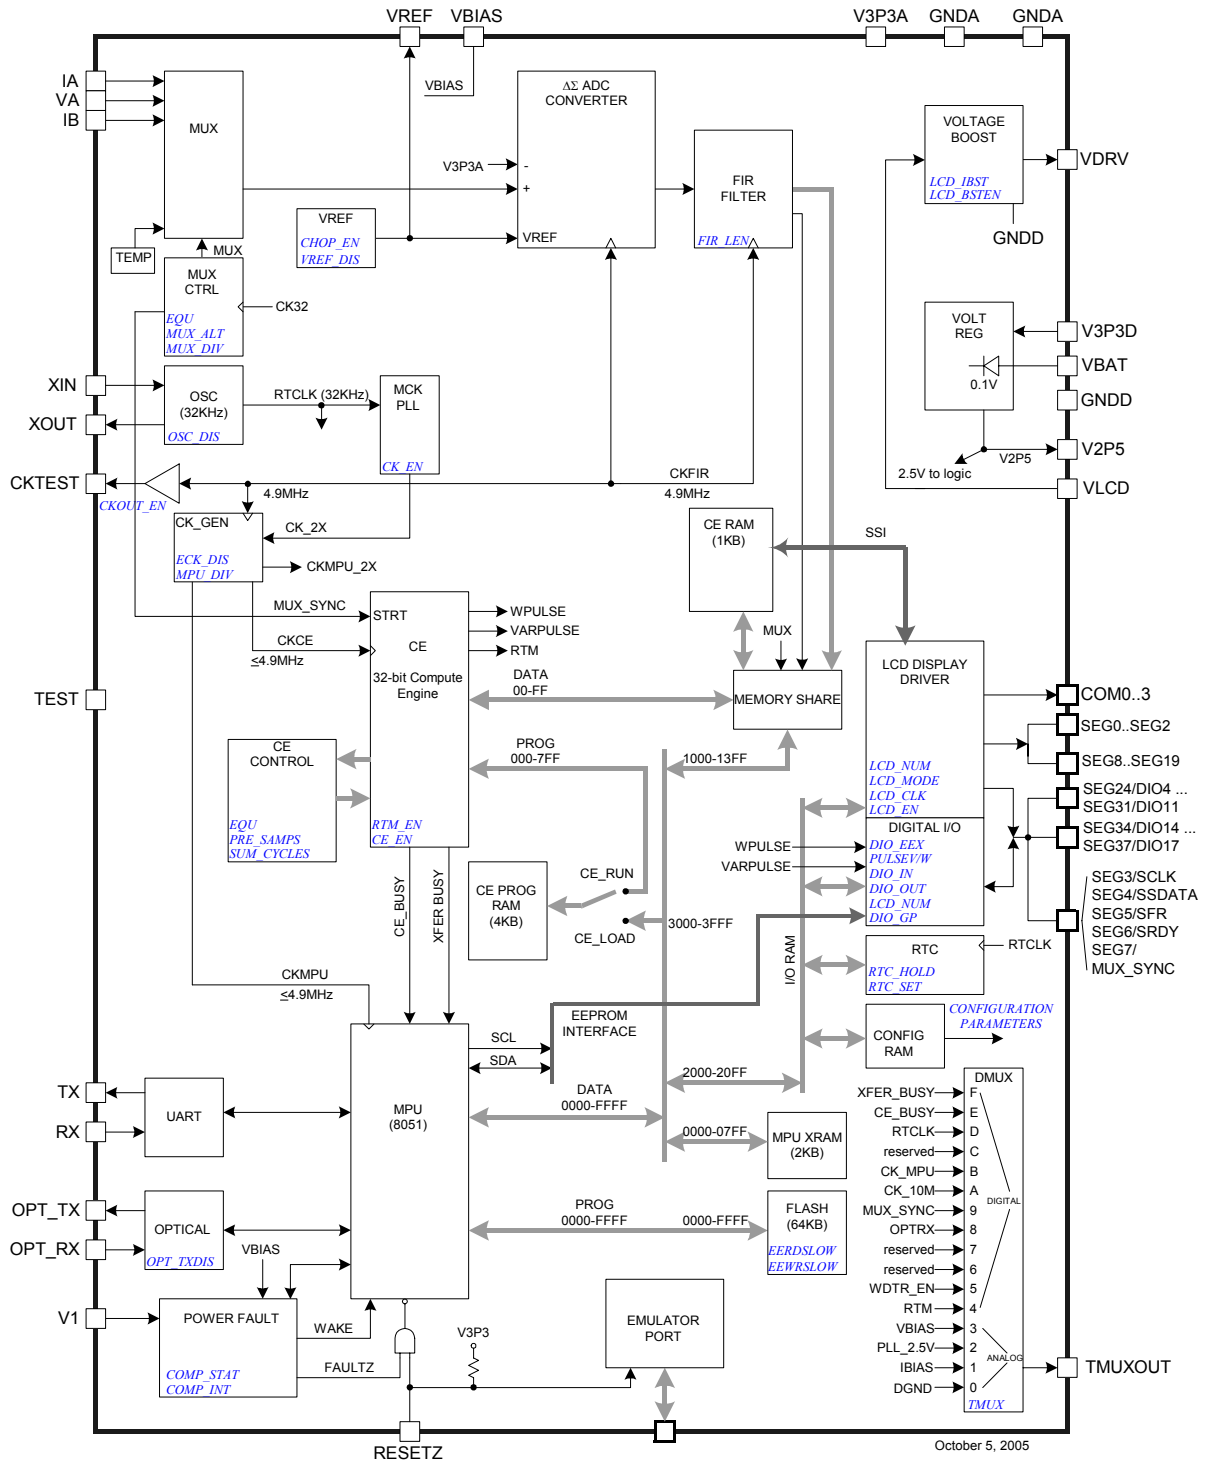 VREF VBIAS V3P3A GNDA GNDA
IA
VA
IB
MUX
VBIAS
ΔΣ ADC
CONVERTER
V3P3A
-
+
VREF
FIR
FILTER
FIR_LEN
VOLTAGE
BOOST
LCD_IBST
LCD_BSTEN
VDRV
GNDD
VREF
CHOP_EN
VREF_DIS
TEMP
MUX
MUX
CTRL
EQU
MUX_ALT
MUX_DIV
CK32
VOLT
REG
0.1V
V3P3D
VBAT
GNDD
V2P5
V2P5
2.5V to logic
VLCD
XIN
XOUT
OSC
(32KHz)
OSC_DIS
RTCLK (32KHz)
MCK
PLL
CK_EN
CKTEST
CKOUT_EN
4.9MHz
CKFIR
4.9MHz
CK_GEN
ECK_DIS
MPU_DIV
CK_2X
CKMPU_2X
CE RAM
(1KB)
SSI
MUX_SYNC
CKCE
≤4.9MHz
STRT
CE
32-bit Compute
Engine
RTM_EN
CE_EN
WPULSE
VARPULSE
RTM
DATA
00-FF
MUX
MEMORY SHARE
LCD DISPLAY
DRIVER
LCD_NUM
LCD_MODE
LCD_CLK
LCD_EN
COM0..3
SEG0..SEG2
SEG8..SEG19
SEG24/DIO4 ...
SEG31/DIO11
SEG34/DIO14 ...
SEG37/DIO17
SEG3/SCLK
SEG4/SSDATA
SEG5/SFR
SEG6/SRDY
SEG7/
MUX_SYNC
TEST
CE
CONTROL
EQU
PRE_SAMPS
SUM_CYCLES
PROG
000-7FF
1000-13FF
DIGITAL I/O
DIO_EEX
PULSEV/W
DIO_IN
DIO_OUT
LCD_NUM
DIO_GP
WPULSE
VARPULSE
CE_BUSY
XFER BUSY
CE PROG
RAM
(4KB)
CE_RUN
CE_LOAD
3000-3FFF
I/O RAM
RTC
RTC_HOLD
RTC_SET
RTCLK
CKMPU
≤4.9MHz
EEPROM
INTERFACE
SCL
SDA
CONFIG
RAM
CONFIGURATION
PARAMETERS
2000-20FF
MPU
(8051)
DATA
0000-FFFF
0000-07FF
MPU XRAM
(2KB)
PROG
0000-FFFF
0000-FFFF
FLASH
(64KB)
EERDSLOW
EEWRSLOW
TX
RX
UART
OPT_TX
OPT_RX
OPTICAL
OPT_TXDIS
VBIAS
V1
POWER FAULT
COMP_STAT
COMP_INT
WAKE
FAULTZ
V3P3
EMULATOR
PORT
RESETZ
DMUX
XFER_BUSY F
CE_BUSY E
RTCLK D
reserved C
CK_MPU B
CK_10M A
MUX_SYNC 9
OPTRX 8
reserved 7
reserved 6
WDTR_EN 5
RTM 4
VBIAS 3
PLL_2.5V 2
IBIAS 1
DGND 0
DIGITAL
ANALOG
TMUX
TMUXOUT
October 5, 2005